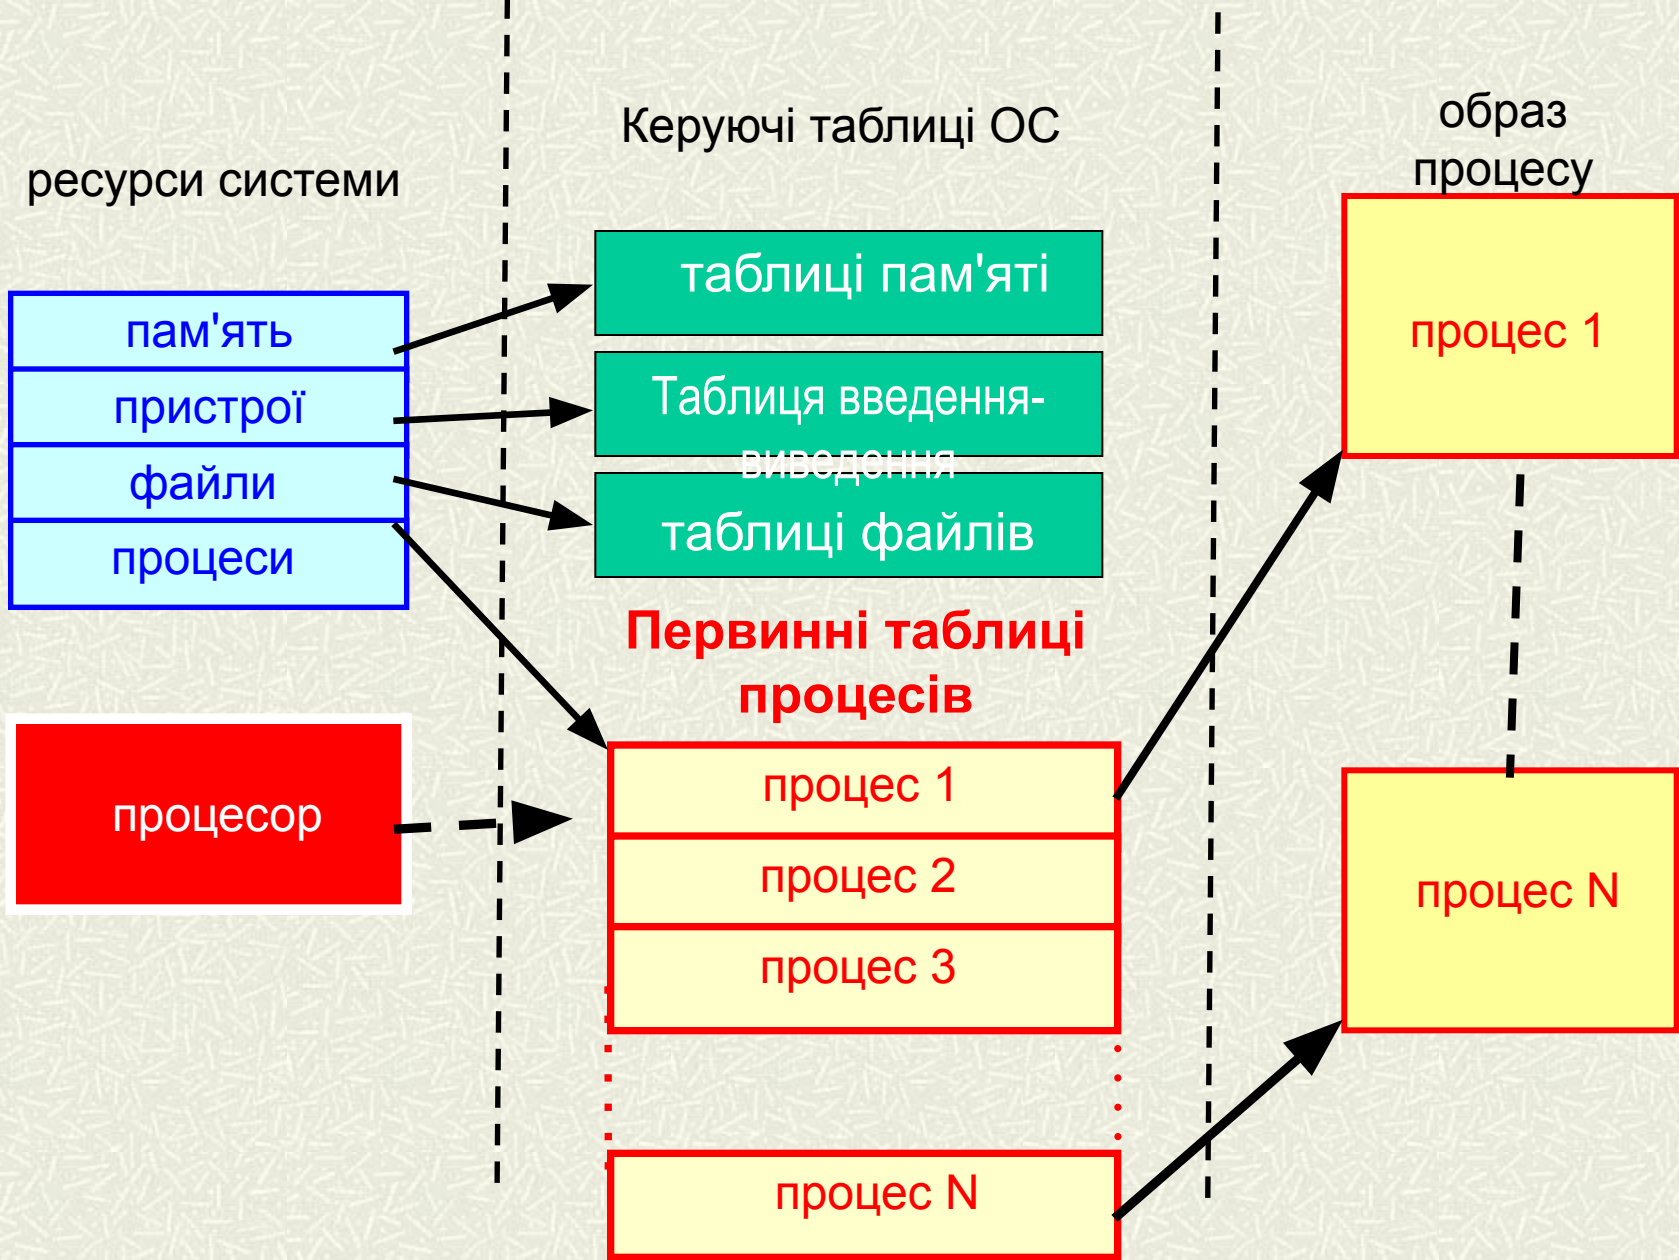 ресурси системи
пам'ять
пристрої
файли
процеси
процесор
Керуючі таблиці ОС
таблиці пам'яті
Таблиця введення-
виведення
таблиці файлів
Первинні таблиці
процесів
процес 1
процес 2
процес 3
процес N
образ
процесу
процес 1
процес N